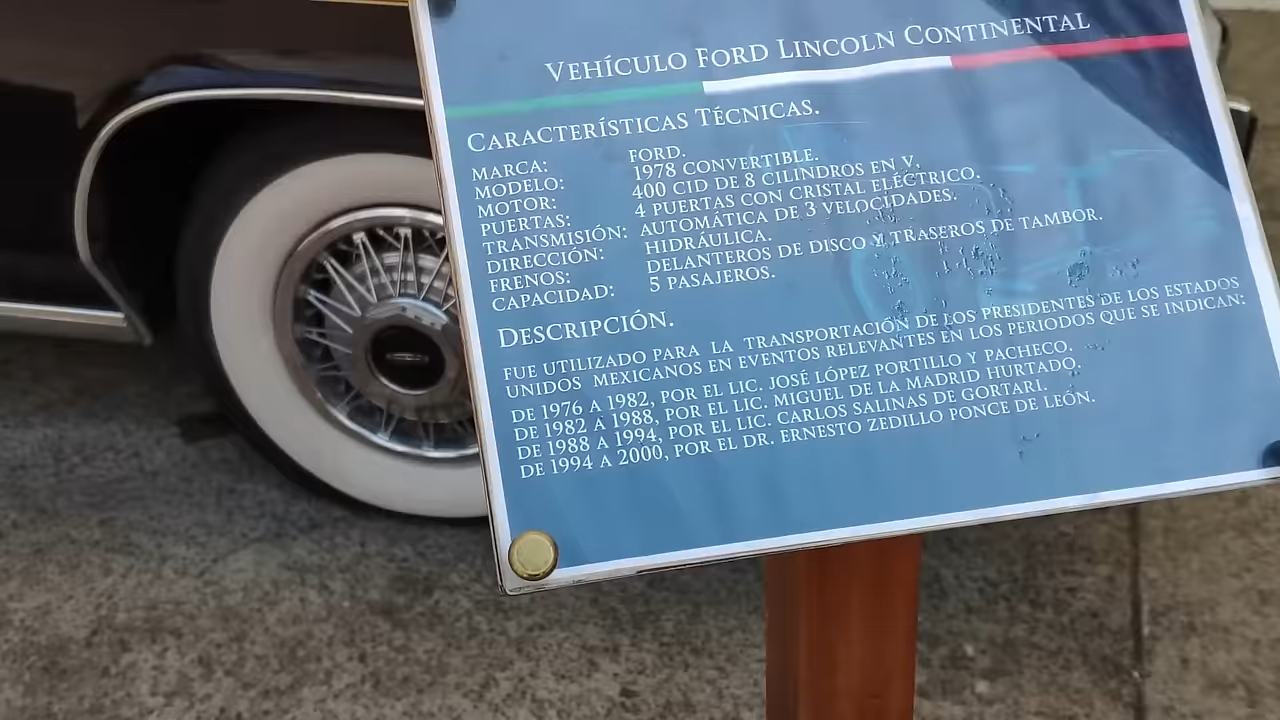 VEHÍCULO FORD LINCOLN CONTINENTAL
CARACTERÍSTICAS TÉCNICAS.
MARCA: FORD.
MODELO: 1978 CONVERTIBLE.
MOTOR: 400 CID DE 8 CILINDROS EN V.
PUERTAS: 4 PUERTAS CON CRISTAL ELÉCTRICO.
TRANSMISIÓN: AUTOMÁTICA DE 3 VELOCIDADES.
DIRECCIÓN: HIDRÁULICA.
FRENOS: DELANTEROS DE DISCO Y TRASEROS DE TAMBOR.
CAPACIDAD: 5 PASAJEROS.
DESCRIPCIÓN.
FUE UTILIZADO PARA LA TRANSPORTACIÓN DE LOS PRESIDENTES DE LOS ESTADOS
UNIDOS MEXICANOS EN EVENTOS RELEVANTES EN LOS PERIODOS QUE SE INDICAN:
DE 1976 A 1982, POR EL LIC. JOSÉ LÓPEZ PORTILLO Y PACHECO.
DE 1982 A 1988, POR EL LIC. MIGUEL DE LA MADRID HURTADO.
DE 1988 A 1994, POR EL LIC. CARLOS SALINAS DE GORTARI.
DE 1994 A 2000, POR EL DR. ERNESTO ZEDILLO PONCE DE LEÓN.